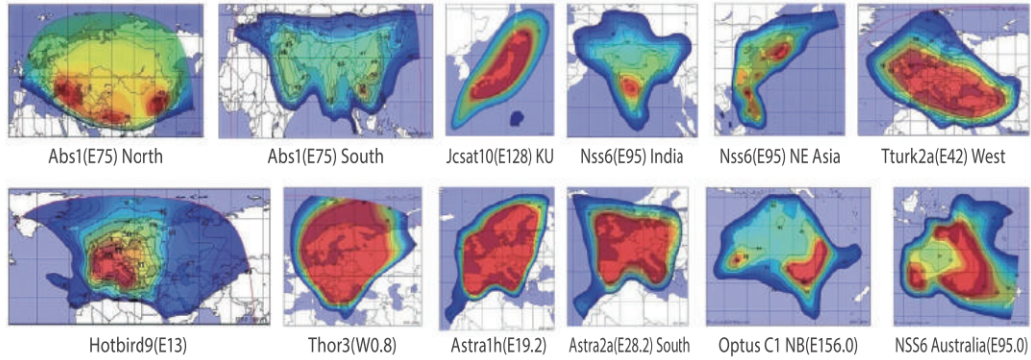 Abs1(E75) North
Abs1(E75) South
Jcsat10(E128) KU
Nss6(E95) India
Nss6(E95) NE Asia
Tturk2a(E42) West
Hotbird9(E13)
Thor3(W0.8)
Astra1h(E19.2)
Astra2a(E28.2) South
Optus C1 NB(E156.0)
NSS6 Australia(E95.0)